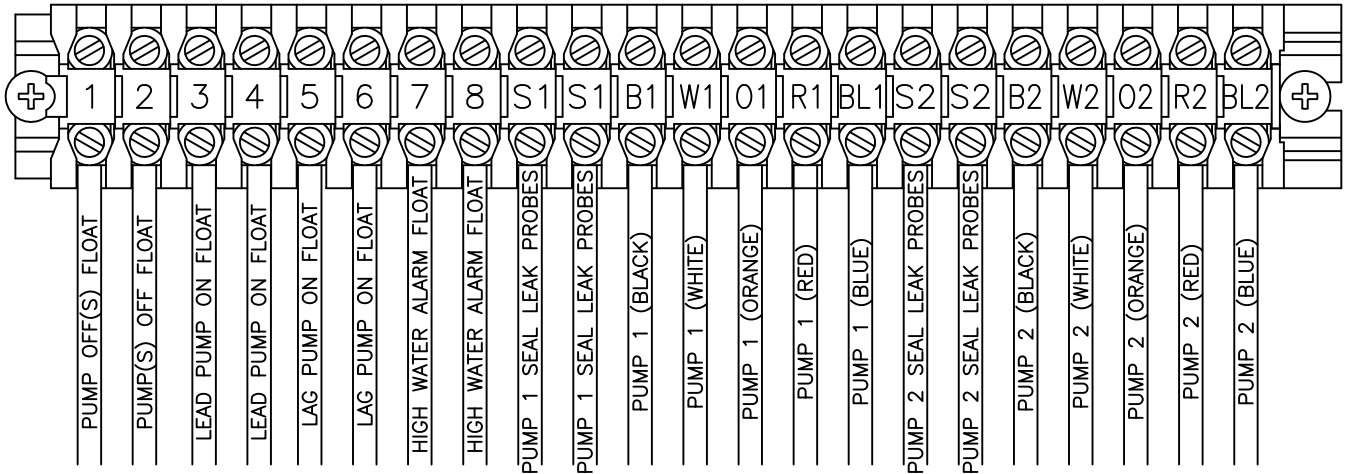 1 2 3 4 5 6 7 8 S1 S1 B1 W1 O1 R1 BL1 S2 S2 B2 W2 O2 R2 BL2
PUMP OFF(S) FLOAT
PUMP(S) OFF FLOAT
LEAD PUMP ON FLOAT
LEAD PUMP ON FLOAT
LAG PUMP ON FLOAT
LAG PUMP ON FLOAT
HIGH WATER ALARM FLOAT
HIGH WATER ALARM FLOAT
PUMP 1 SEAL LEAK PROBES
PUMP 1 SEAL LEAK PROBES
PUMP 1 (BLACK)
PUMP 1 (WHITE)
PUMP 1 (ORANGE)
PUMP 1 (RED)
PUMP 1 (BLUE)
PUMP 2 SEAL LEAK PROBES
PUMP 2 SEAL LEAK PROBES
PUMP 2 (BLACK)
PUMP 2 (WHITE)
PUMP 2 (ORANGE)
PUMP 2 (RED)
PUMP 2 (BLUE)